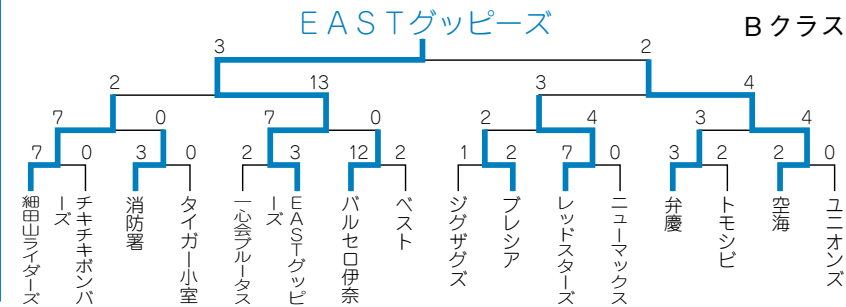 EASTグッピーズ
Bクラス
3 2
2 13 3 4
7 0 7 0 2 4 3 4
7 0 3 0 2 3 12 2 1 2 7 0 3 2 2 0
細田山ライダーズ
チキチキボンバ
ーズ
消防署
タイガー小室
一心会ブルータス
EASTグッピ
ーズ
バルセロ伊奈
ベスト
ジグザグズ
プレシア
レッドスターズ
ニューマックス
弁慶
トモシビ
空海
ユニオンズ